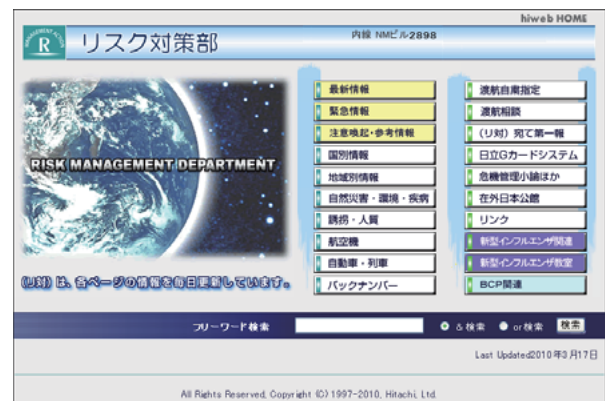 hiweb HOME
MANAGEMENT ACTION
R
リスク対策部
内線 NMビル2898
RISK MANAGEMENT DEPARTMENT
(リ対) は、各ページの情報を毎日更新しています。
最新情報
緊急情報
注意喚起・参考情報
国別情報
地域別情報
自然災害・環境・疾病
誘拐・人質
航空機
自動車・列車
バックナンバー
渡航自粛指定
渡航相談
(リ対) 宛て第一報
日立Gカードシステム
危機管理小論ほか
在外日本公館
リンク
新型インフルエンザ関連
新型インフルエンザ教室
BCP関連
フリーワード検索
& 検索
or 検索
検索
Last Updated2010年3月17日
All Rights Reserved, Copyright (C) 1997-2010, Hitachi, Ltd.